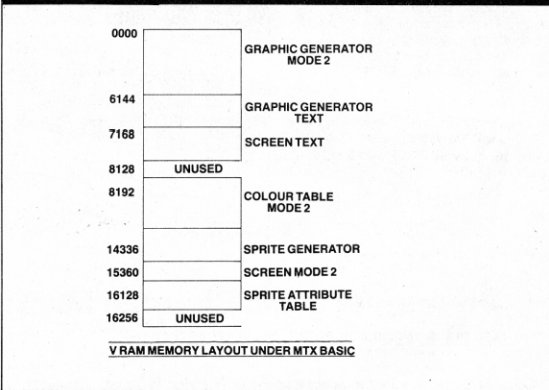 0000
GRAPHIC GENERATOR
MODE 2
6144
GRAPHIC GENERATOR
TEXT
7168
SCREEN TEXT
8128 UNUSED
8192
COLOUR TABLE
MODE 2
14336 SPRITE GENERATOR
15360 SCREEN MODE 2
16128 SPRITE ATTRIBUTE
TABLE
16256 UNUSED
V RAM MEMORY LAYOUT UNDER MTX BASIC